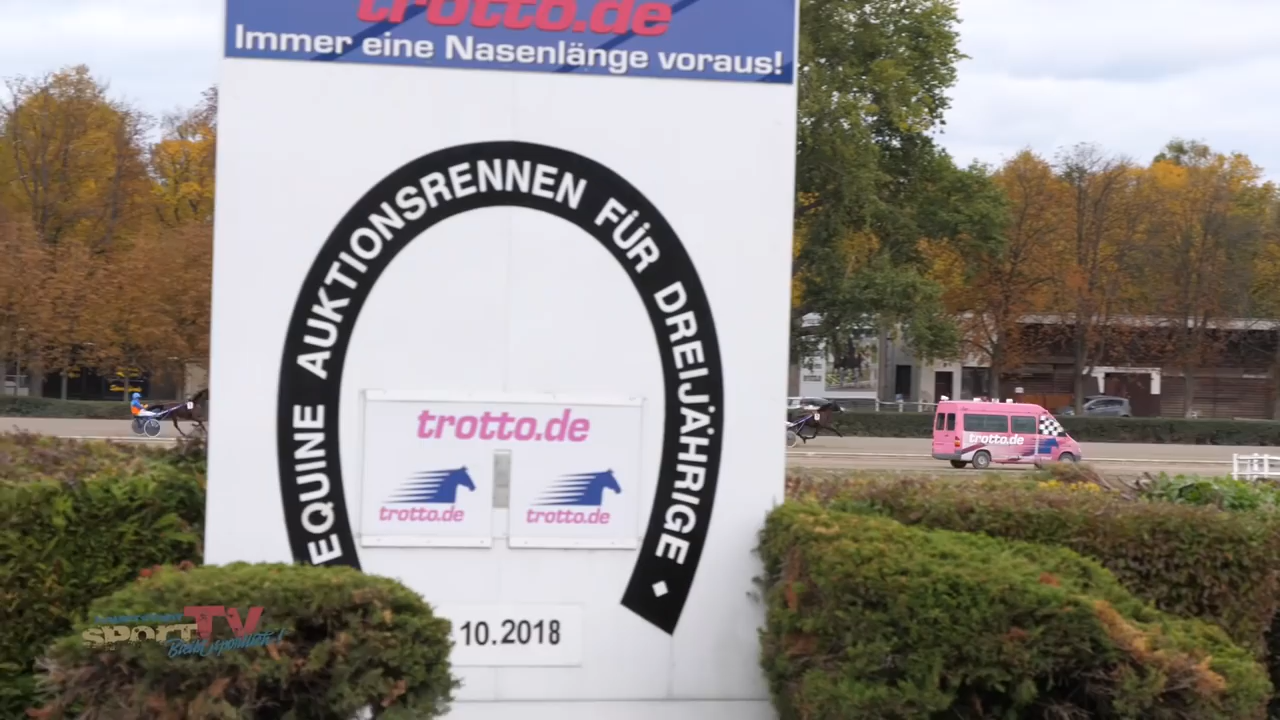 trotto.de
Immer eine Nasenlänge voraus!
EQUINE AUKTIONSRENNEN FÜR DREIJÄHRIGE
trotto.de
trotto.de
trotto.de
trotto.de
10.2018
SPORT TV